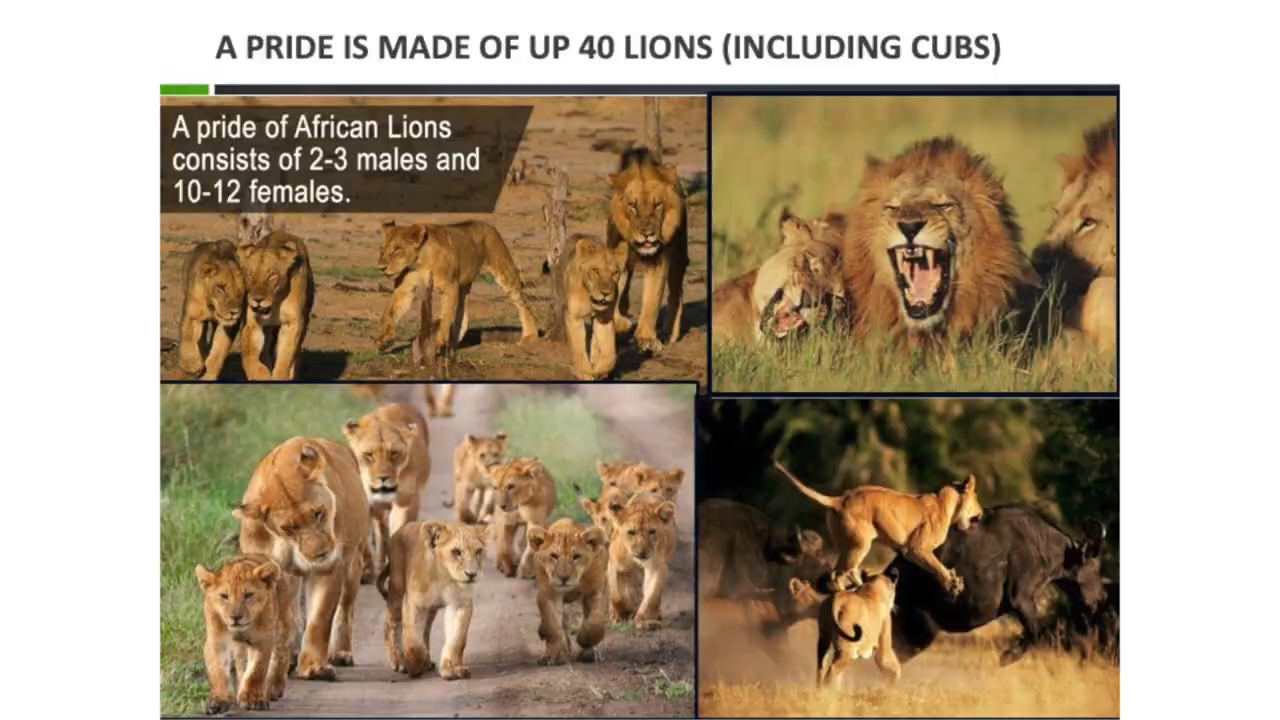 A PRIDE IS MADE OF UP 40 LIONS (INCLUDING CUBS)
A pride of African Lions
consists of 2-3 males and
10-12 females.